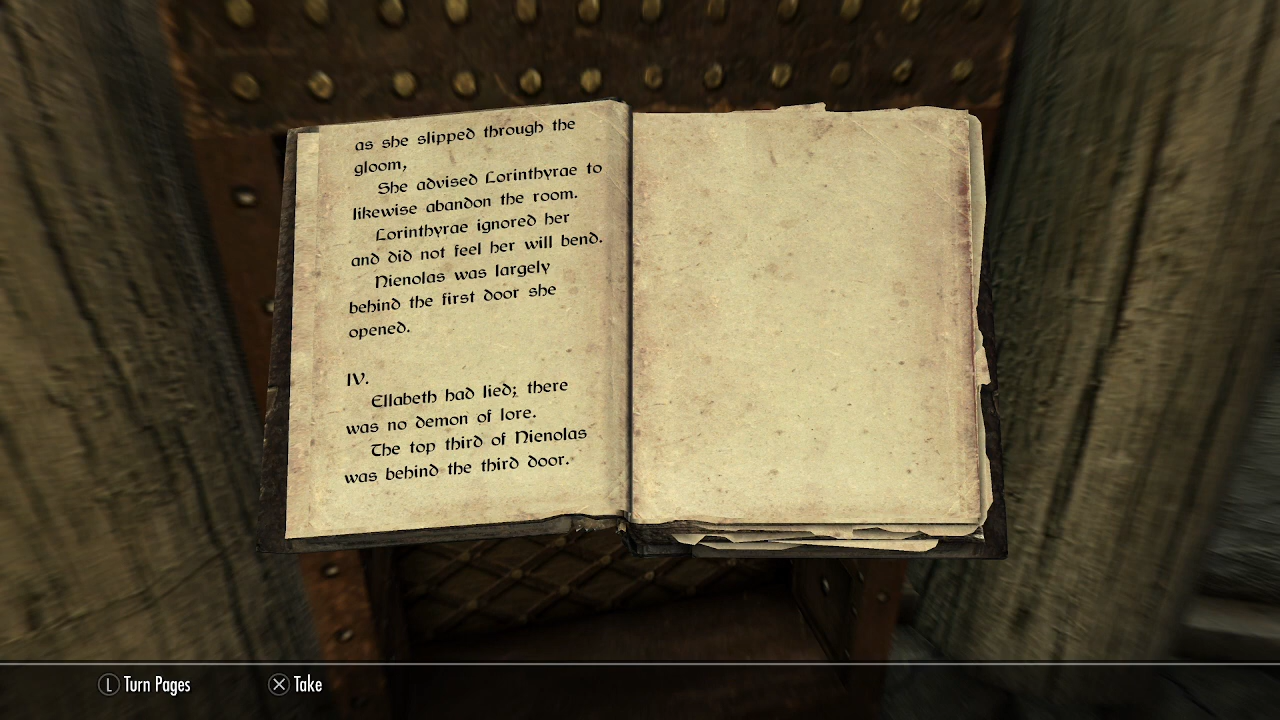 as she slipped through the
gloom,
She advised Lorinthyrae to
likewise abandon the room.
Lorinthyrae ignored her
and did not feel her will bend.
Nienolas was largely
behind the first door she
opened.
IV.
Ellabeth had lied; there
was no demon of lore.
The top third of Nienolas
was behind the third door.
L Turn Pages
X Take